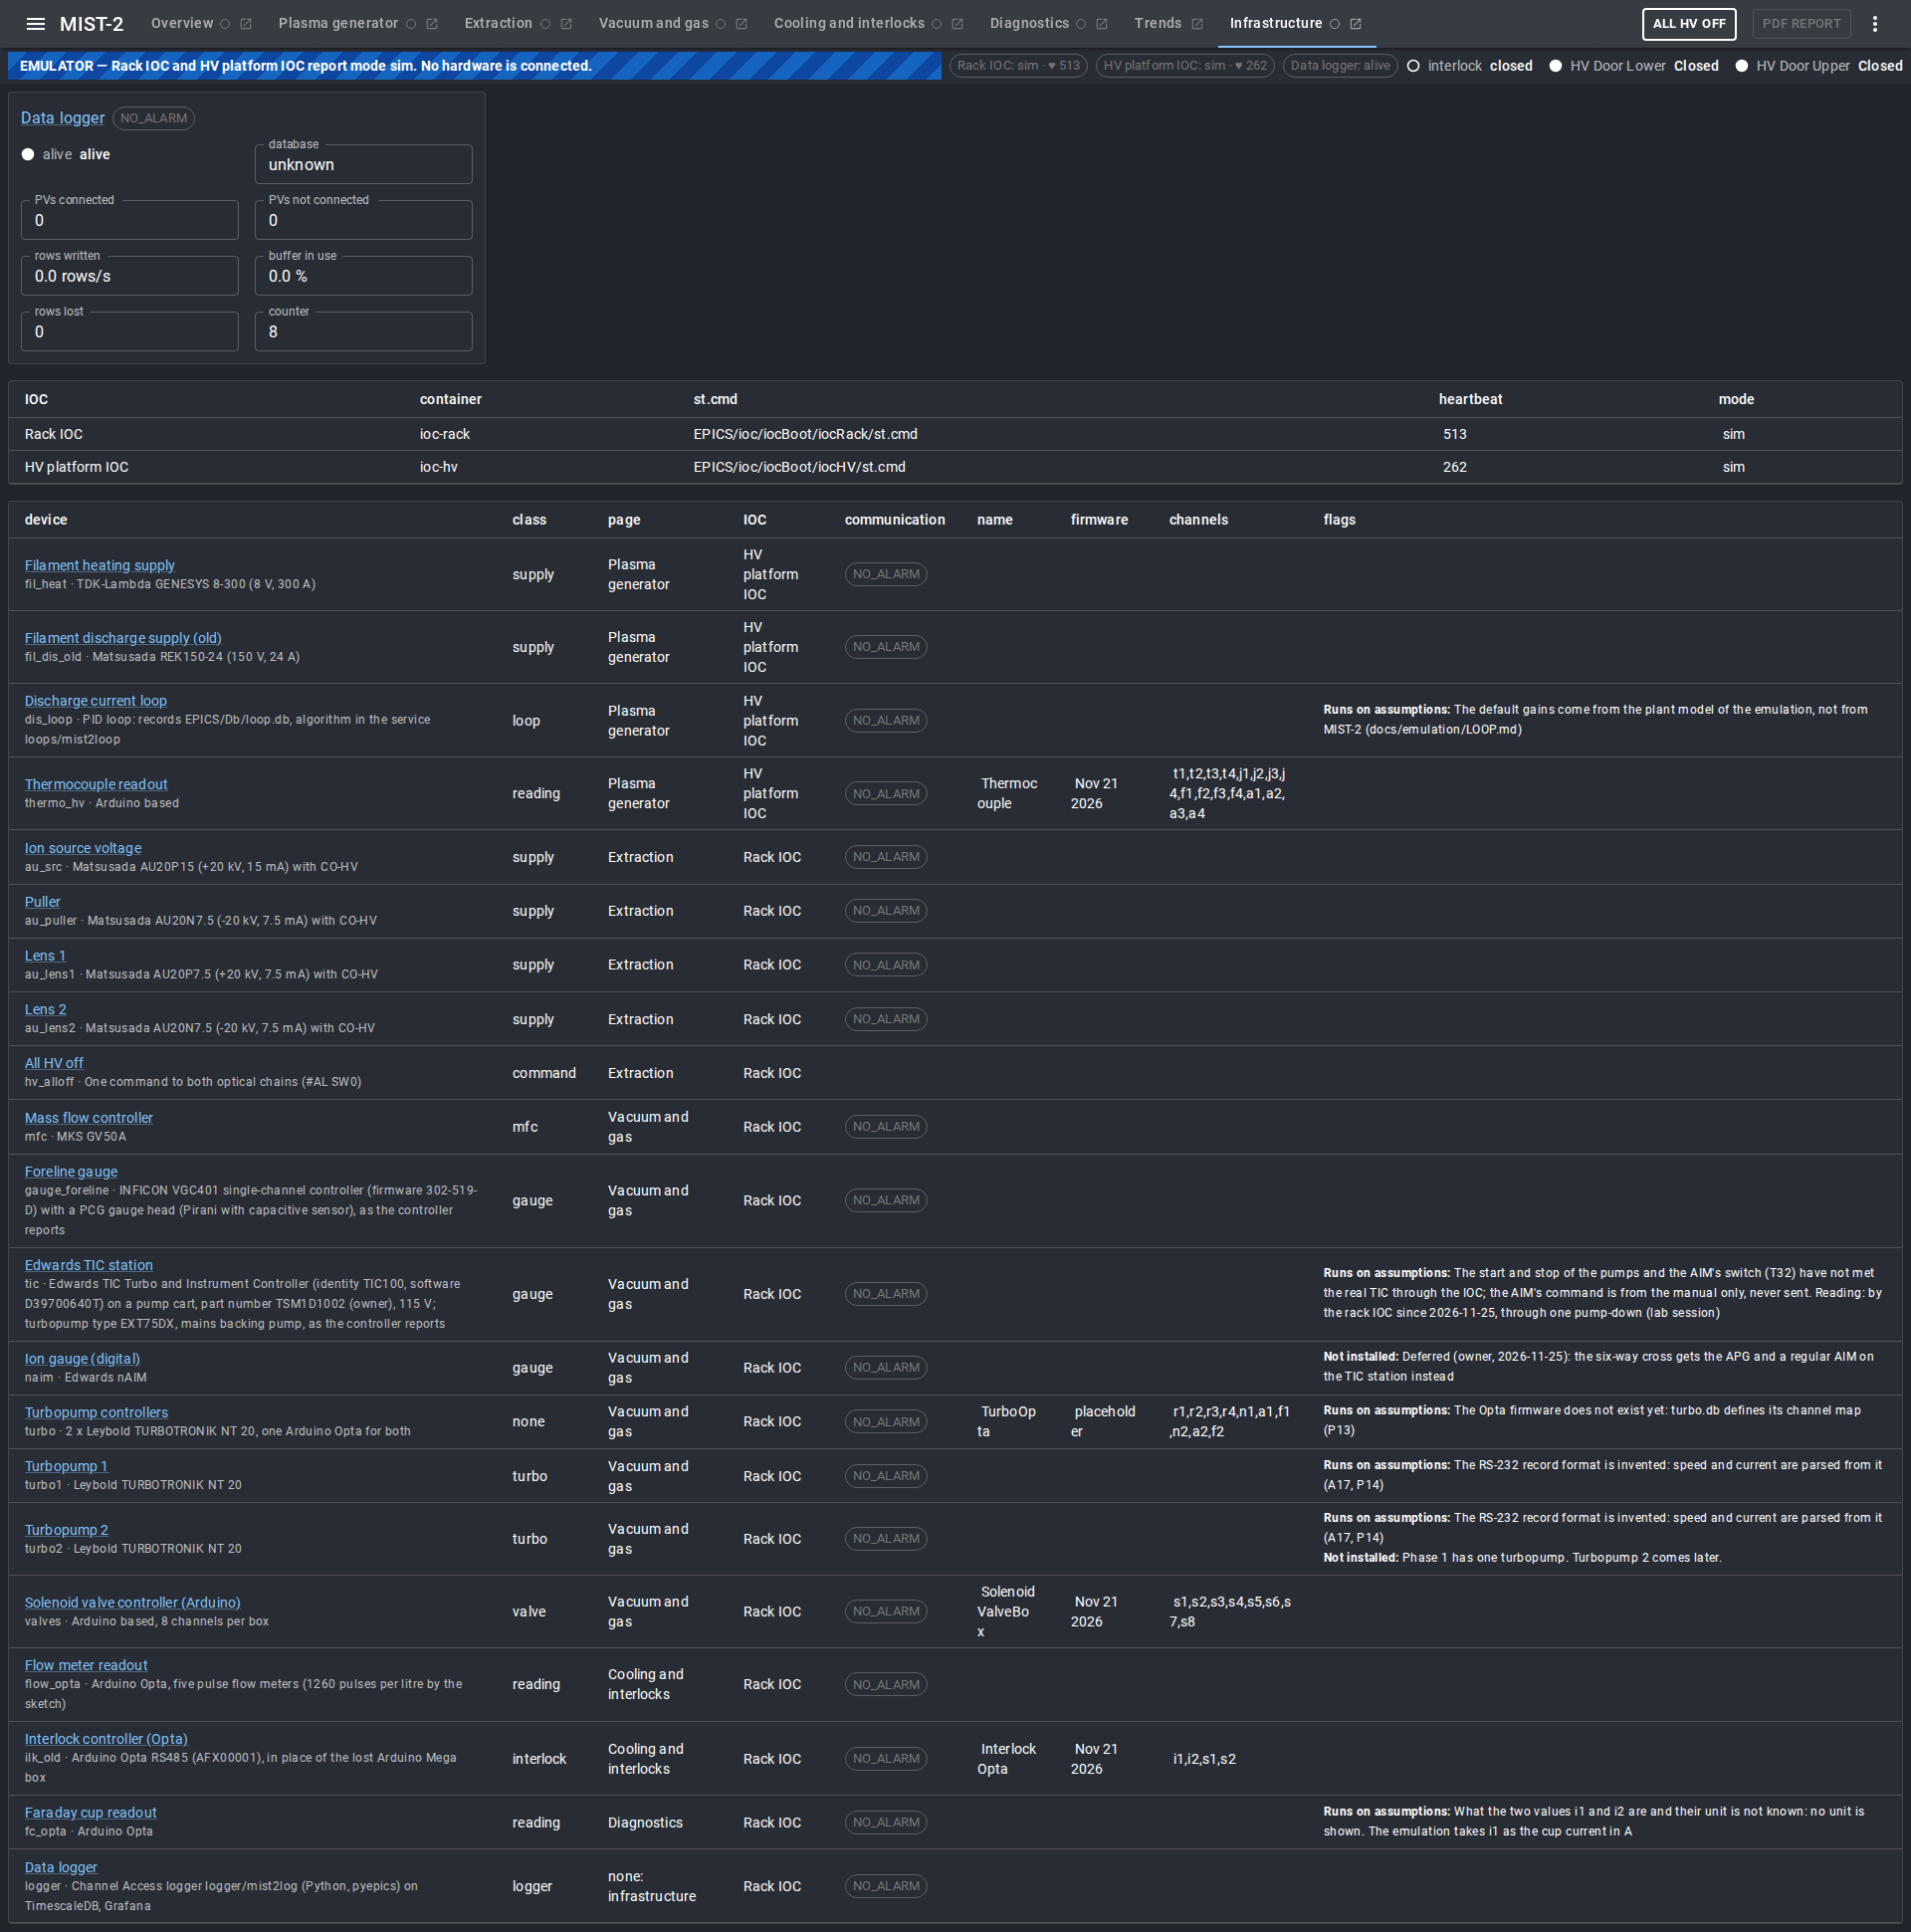 MIST-2 Overview Plasma generator Extraction Vacuum and gas Cooling and interlocks Diagnostics Trends Infrastructure ALL HV OFF PDF REPORT
EMULATOR — Rack IOC and HV platform IOC report mode sim. No hardware is connected. Rack IOC: sim · ♥ 513 HV platform IOC: sim · ♥ 262 Data logger: alive interlock closed HV Door Lower Closed HV Door Upper Closed
Data logger NO_ALARM
alive alive
database
unknown
PVs connected
0
PVs not connected
0
rows written
0.0 rows/s
buffer in use
0.0 %
rows lost
0
counter
8
IOC container st.cmd heartbeat mode
Rack IOC ioc-rack EPICS/ioc/iocBoot/iocRack/st.cmd 513 sim
HV platform IOC ioc-hv EPICS/ioc/iocBoot/iocHV/st.cmd 262 sim
device class page IOC communication name firmware channels flags
Filament heating supply
fil_heat · TDK-Lambda GENESYS 8-300 (8 V, 300 A)
supply
Plasma
generator
HV
platform
IOC
NO_ALARM
Filament discharge supply (old)
fil_dis_old · Matsusada REK150-24 (150 V, 24 A)
supply
Plasma
generator
HV
platform
IOC
NO_ALARM
Discharge current loop
dis_loop · PID loop: records EPICS/Db/loop.db, algorithm in the service
loops/mist2loop
loop
Plasma
generator
HV
platform
IOC
NO_ALARM
Runs on assumptions: The default gains come from the plant model of the emulation, not from
MIST-2 (docs/emulation/LOOP.md)
Thermocouple readout
thermo_hv · Arduino based
reading
Plasma
generator
HV
platform
IOC
NO_ALARM
Thermoc
ouple
Nov 21
2026
t1,t2,t3,t4,j1,j2,j3,j
4,f1,f2,f3,f4,a1,a2,
a3,a4
Ion source voltage
au_src · Matsusada AU20P15 (+20 kV, 15 mA) with CO-HV
supply
Extraction
Rack IOC
NO_ALARM
Puller
au_puller · Matsusada AU20N7.5 (-20 kV, 7.5 mA) with CO-HV
supply
Extraction
Rack IOC
NO_ALARM
Lens 1
au_lens1 · Matsusada AU20P7.5 (+20 kV, 7.5 mA) with CO-HV
supply
Extraction
Rack IOC
NO_ALARM
Lens 2
au_lens2 · Matsusada AU20N7.5 (-20 kV, 7.5 mA) with CO-HV
supply
Extraction
Rack IOC
NO_ALARM
All HV off
hv_alloff · One command to both optical chains (#AL SW0)
command
Extraction
Rack IOC
Mass flow controller
mfc · MKS GV50A
mfc
Vacuum and
gas
Rack IOC
NO_ALARM
Foreline gauge
gauge_foreline · INFICON VGC401 single-channel controller (firmware 302-519-
D) with a PCG gauge head (Pirani with capacitive sensor), as the controller
reports
gauge
Vacuum and
gas
Rack IOC
NO_ALARM
Edwards TIC station
tic · Edwards TIC Turbo and Instrument Controller (identity TIC100, software
D39700640T) on a pump cart, part number TSM1D1002 (owner), 115 V;
turbopump type EXT75DX, mains backing pump, as the controller reports
gauge
Vacuum and
gas
Rack IOC
NO_ALARM
Runs on assumptions: The start and stop of the pumps and the AIM's switch (T32) have not met
the real TIC through the IOC; the AIM's command is from the manual only, never sent. Reading: by
the rack IOC since 2026-11-25, through one pump-down (lab session)
Ion gauge (digital)
naim · Edwards nAIM
gauge
Vacuum and
gas
Rack IOC
NO_ALARM
Not installed: Deferred (owner, 2026-11-25): the six-way cross gets the APG and a regular AIM on
the TIC station instead
Turbopump controllers
turbo · 2 x Leybold TURBOTRONIK NT 20, one Arduino Opta for both
none
Vacuum and
gas
Rack IOC
NO_ALARM
TurboOp
ta
placehold
er
r1,r2,r3,r4,n1,a1,f1
,n2,a2,f2
Runs on assumptions: The Opta firmware does not exist yet: turbo.db defines its channel map
(P13)
Turbopump 1
turbo1 · Leybold TURBOTRONIK NT 20
turbo
Vacuum and
gas
Rack IOC
NO_ALARM
Runs on assumptions: The RS-232 record format is invented: speed and current are parsed from it
(A17, P14)
Turbopump 2
turbo2 · Leybold TURBOTRONIK NT 20
turbo
Vacuum and
gas
Rack IOC
NO_ALARM
Runs on assumptions: The RS-232 record format is invented: speed and current are parsed from it
(A17, P14)
Not installed: Phase 1 has one turbopump. Turbopump 2 comes later.
Solenoid valve controller (Arduino)
valves · Arduino based, 8 channels per box
valve
Vacuum and
gas
Rack IOC
NO_ALARM
Solenoid
ValveBo
x
Nov 21
2026
s1,s2,s3,s4,s5,s6,s
7,s8
Flow meter readout
flow_opta · Arduino Opta, five pulse flow meters (1260 pulses per litre by the
sketch)
reading
Cooling and
interlocks
Rack IOC
NO_ALARM
Interlock controller (Opta)
ilk_old · Arduino Opta RS485 (AFX00001), in place of the lost Arduino Mega
box
interlock
Cooling and
interlocks
Rack IOC
NO_ALARM
Interlock
Opta
Nov 21
2026
i1,i2,s1,s2
Faraday cup readout
fc_opta · Arduino Opta
reading
Diagnostics
Rack IOC
NO_ALARM
Runs on assumptions: What the two values i1 and i2 are and their unit is not known: no unit is
shown. The emulation takes i1 as the cup current in A
Data logger
logger · Channel Access logger logger/mist2log (Python, pyepics) on
TimescaleDB, Grafana
logger
none:
infrastructure
Rack IOC
NO_ALARM